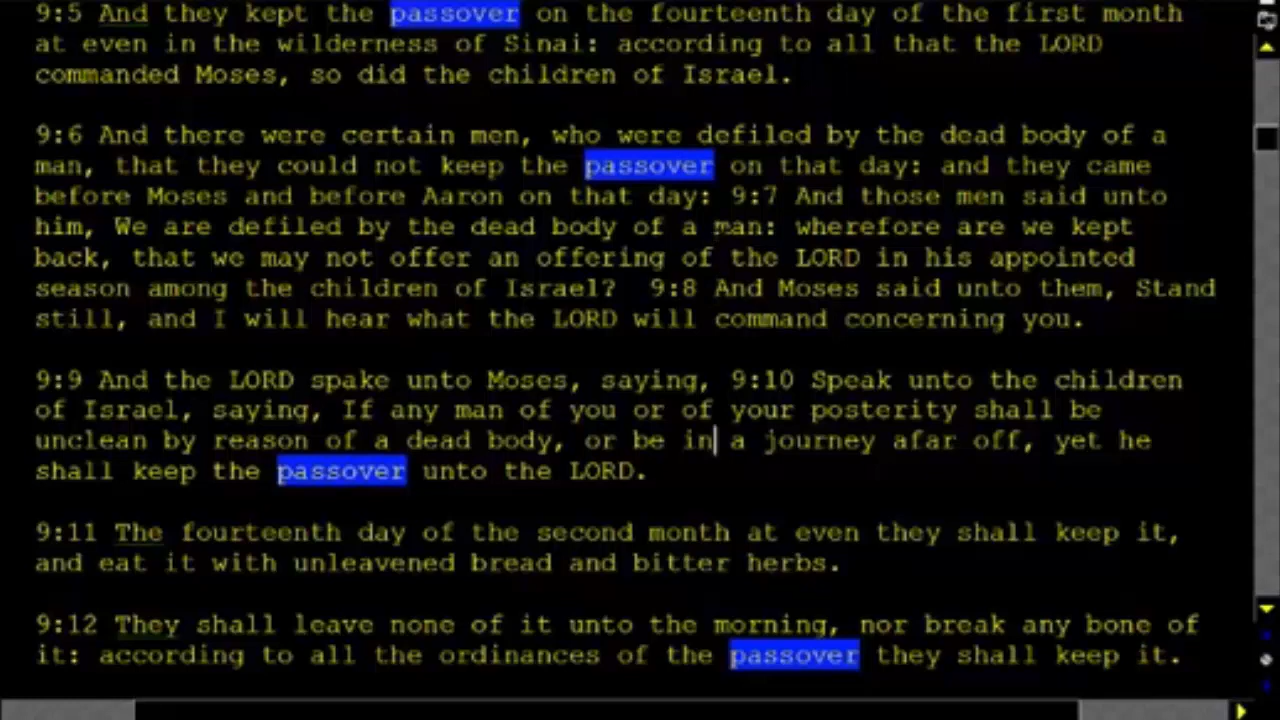 9:5 And they kept the passover on the fourteenth day of the first month
at even in the wilderness of Sinai: according to all that the LORD
commanded Moses, so did the children of Israel.
9:6 And there were certain men, who were defiled by the dead body of a
man, that they could not keep the passover on that day: and they came
before Moses and before Aaron on that day: 9:7 And those men said unto
him, We are defiled by the dead body of a man: wherefore are we kept
back, that we may not offer an offering of the LORD in his appointed
season among the children of Israel? 9:8 And Moses said unto them, Stand
still, and I will hear what the LORD will command concerning you.
9:9 And the LORD spake unto Moses, saying, 9:10 Speak unto the children
of Israel, saying, If any man of you or of your posterity shall be
unclean by reason of a dead body, or be in a journey afar off, yet he
shall keep the passover unto the LORD.
9:11 The fourteenth day of the second month at even they shall keep it,
and eat it with unleavened bread and bitter herbs.
9:12 They shall leave none of it unto the morning, nor break any bone of
it: according to all the ordinances of the passover they shall keep it.